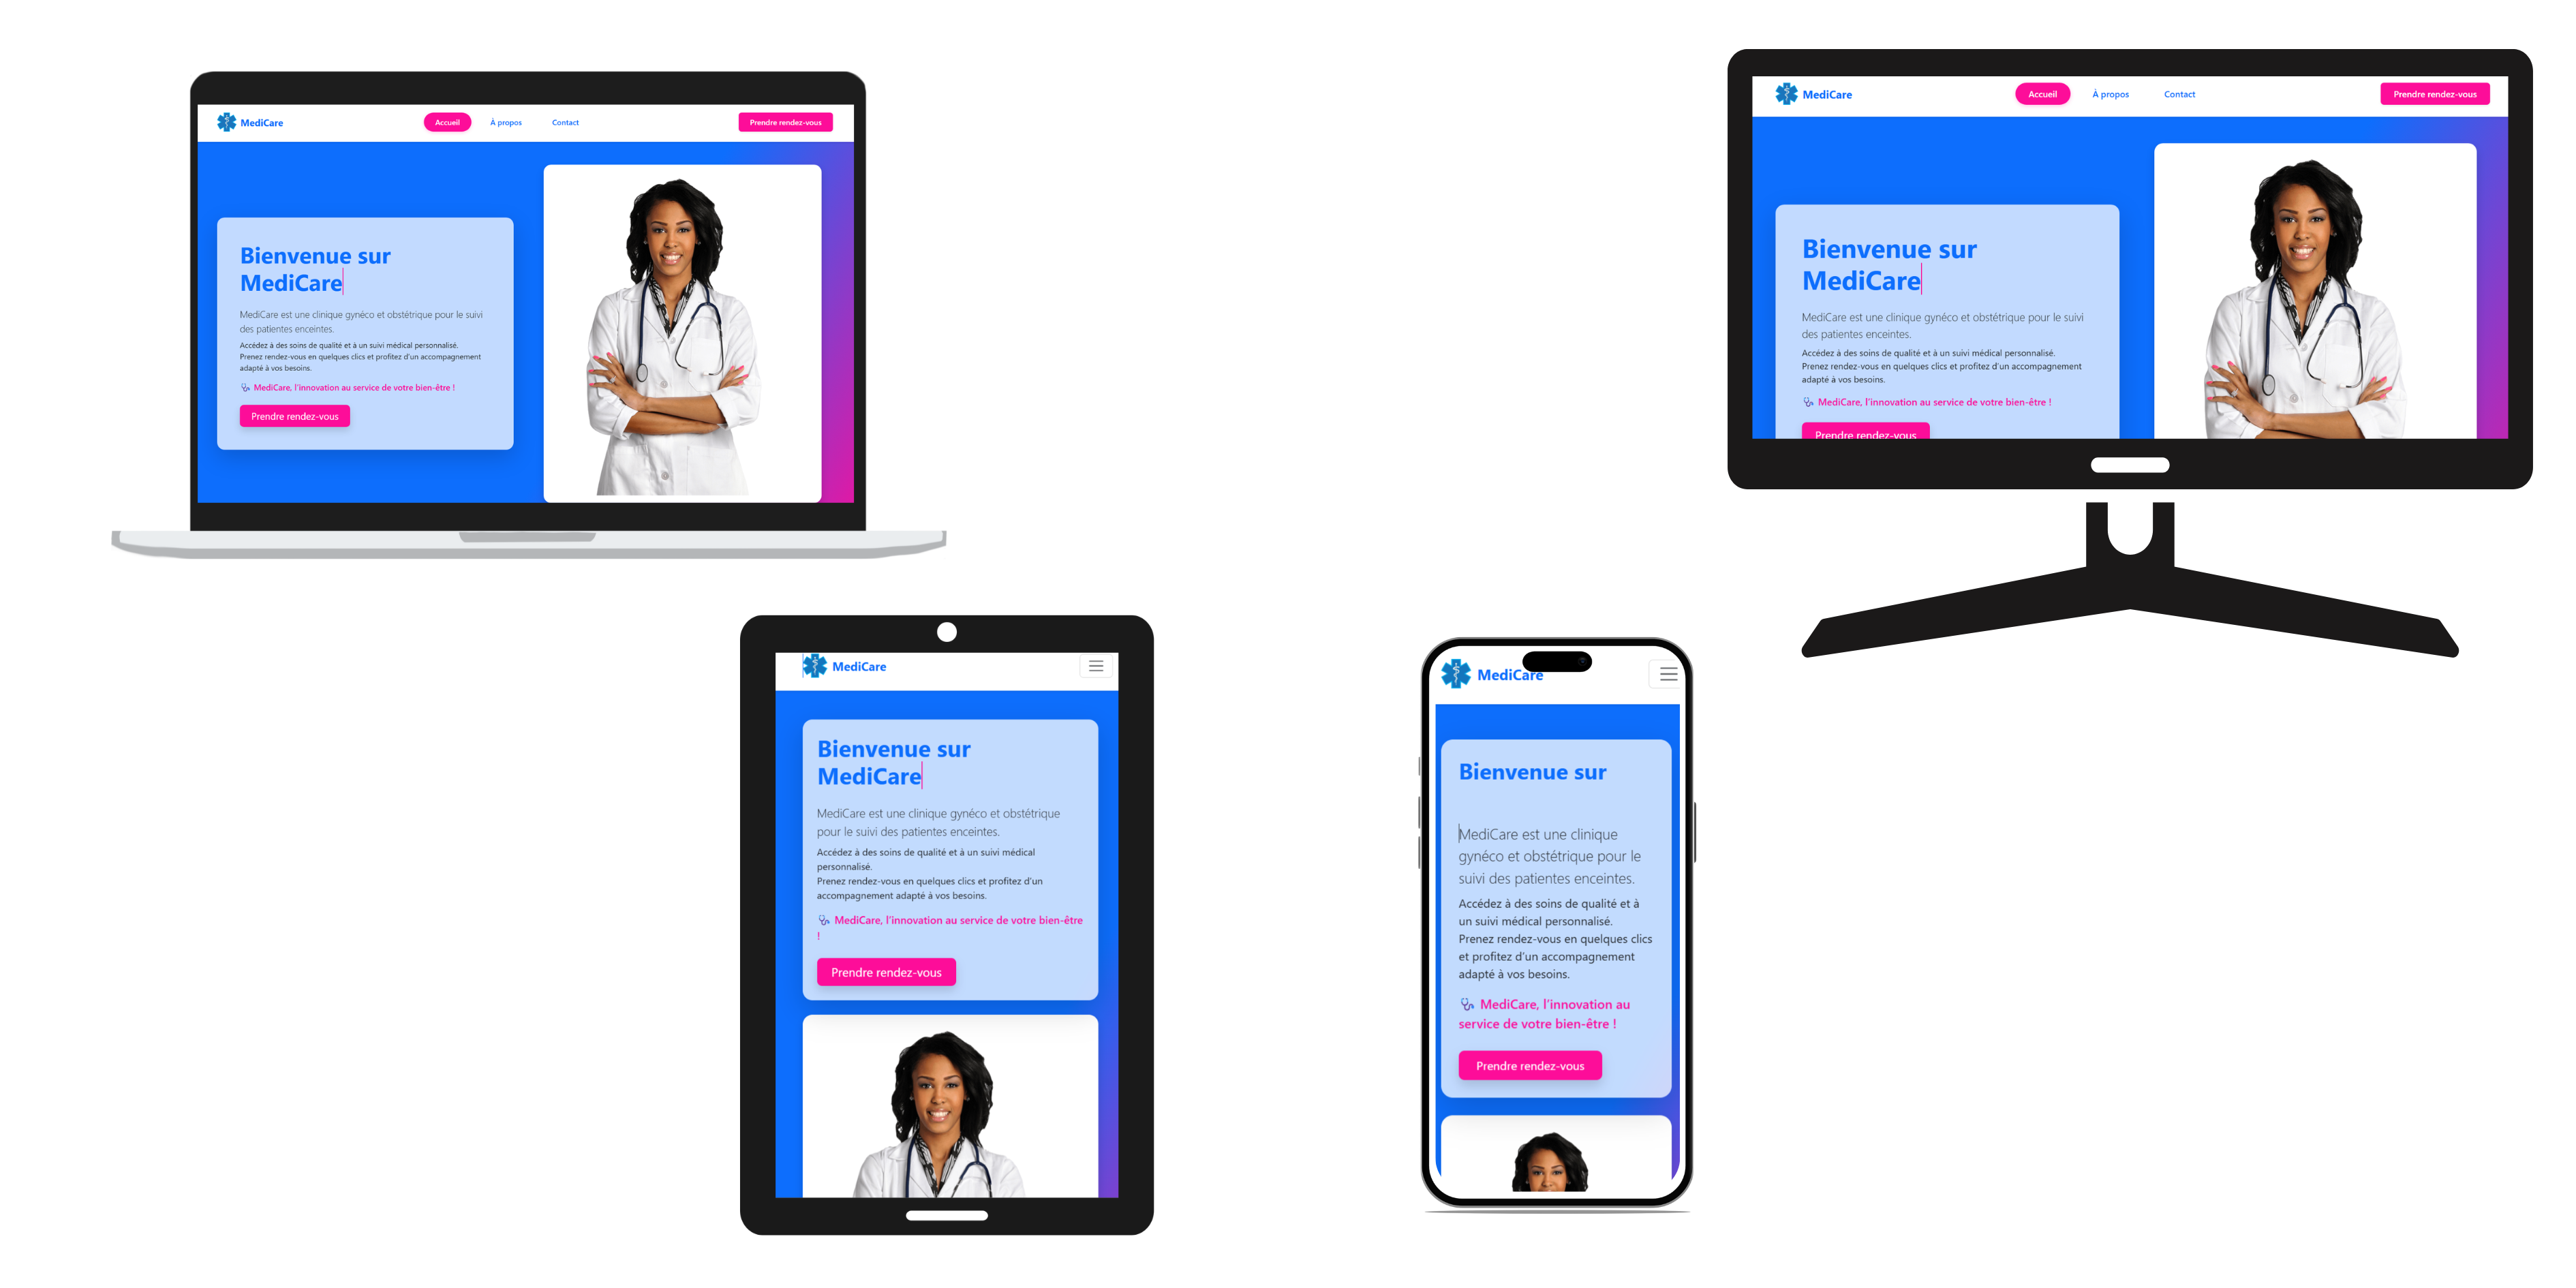 MediCare
Accueil
À propos
Contact
Prendre rendez-vous
Bienvenue sur
MediCare
MediCare est une clinique gynéco et obstétrique pour le suivi
des patientes enceintes.
Accédez à des soins de qualité et à un suivi médical personnalisé.
Prenez rendez-vous en quelques clics et profitez d'un accompagnement
adapté à vos besoins.
MediCare, l'innovation au service de votre bien-être !
Prendre rendez-vous
MediCare
Accueil
À propos
Contact
Prendre rendez-vous
Bienvenue sur
MediCare
MediCare est une clinique gynéco et obstétrique pour le suivi
des patientes enceintes.
Accédez à des soins de qualité et à un suivi médical personnalisé.
Prenez rendez-vous en quelques clics et profitez d'un accompagnement
adapté à vos besoins.
MediCare, l'innovation au service de votre bien-être !
Prendre rendez-vous
MediCare
Bienvenue sur
MediCare
MediCare est une clinique gynéco et obstétrique
pour le suivi des patientes enceintes.
Accédez à des soins de qualité et à un suivi médical
personnalisé.
Prenez rendez-vous en quelques clics et profitez d'un
accompagnement adapté à vos besoins.
MediCare, l'innovation au service de votre bien-être
!
Prendre rendez-vous
MediCare
Bienvenue sur
MediCare est une clinique
gynéco et obstétrique pour le
suivi des patientes enceintes.
Accédez à des soins de qualité et à
un suivi médical personnalisé.
Prenez rendez-vous en quelques clics
et profitez d'un accompagnement
adapté à vos besoins.
MediCare, l'innovation au
service de votre bien-être !
Prendre rendez-vous